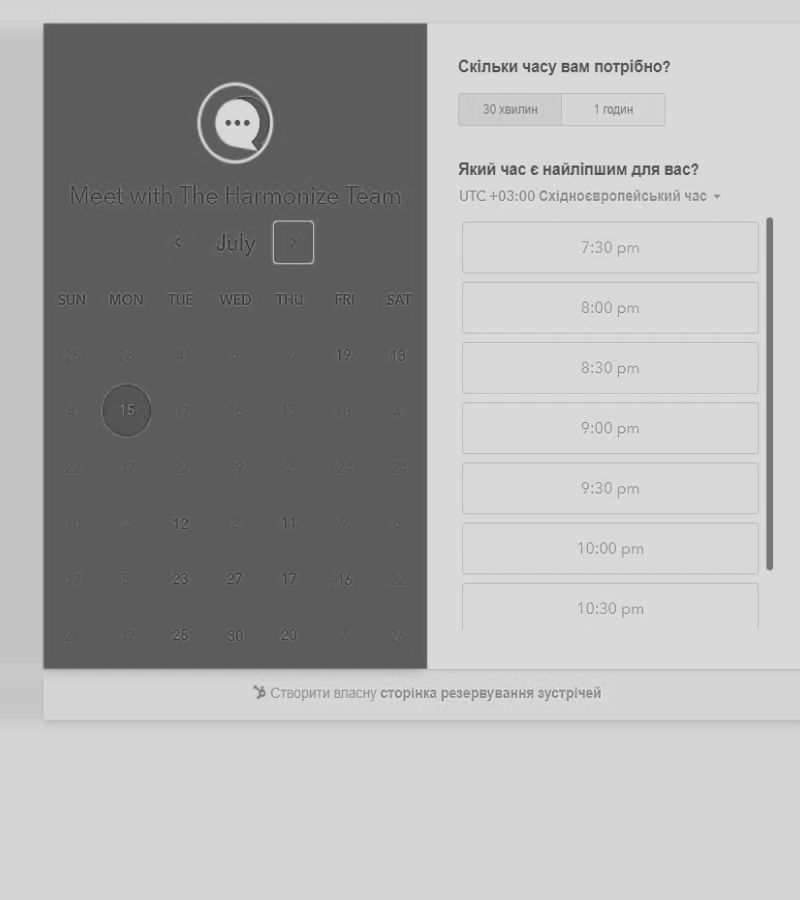 Meet with The Harmonize Team
July
SUN MON TUE WED THU FRI SAT
26 28 4 6 7 19 13
4 15 17 16 13 18 4
22 17 22 29 2 24 24
10 2 12 2 11 9 6
17 5 23 27 17 16 22
21 17 25 30 20 7 26
Скільки часу вам потрібно?
30 хвилин 1 годин
Який час є найліпшим для вас?
UTC +03:00 Східноєвропейський час
7:30 pm
8:00 pm
8:30 pm
9:00 pm
9:30 pm
10:00 pm
10:30 pm
Створити власну сторінка резервування зустрічей